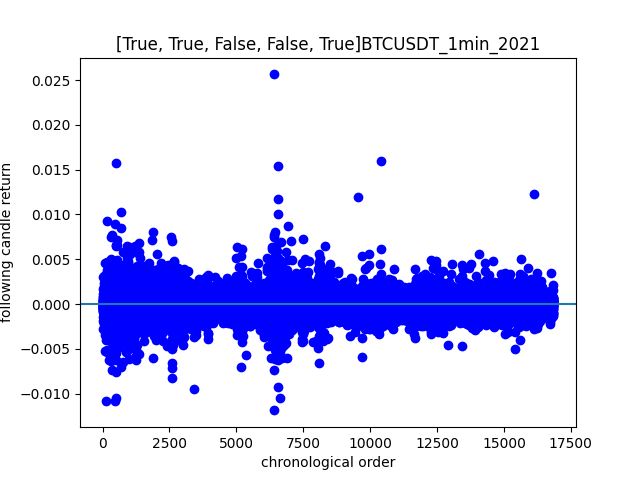 [True, True, False, False, True]BTCUSDT_1min_2021
following candle return
0.025
0.020
0.015
0.010
0.005
0.000
−0.005
−0.010
0 2500 5000 7500 10000 12500 15000 17500
chronological order